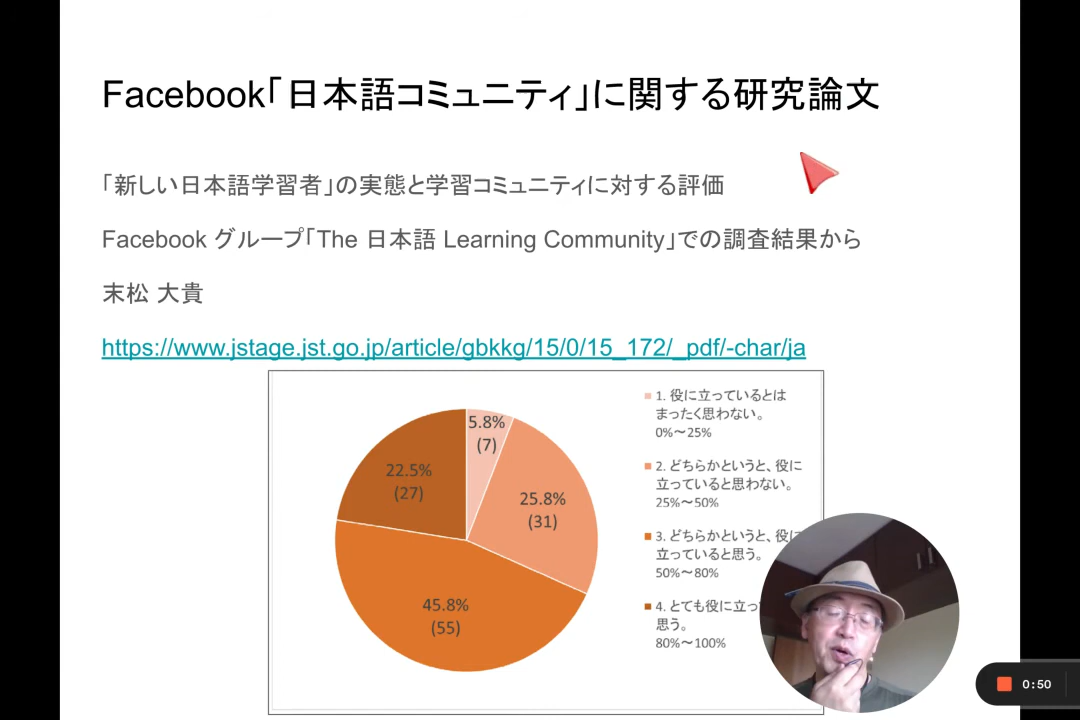 Facebook「日本語コミュニティ」に関する研究論文
「新しい日本語学習者」の実態と学習コミュニティに対する評価
Facebook グループ「The 日本語 Learning Community」での調査結果から
末松 大貴
https://www.jstage.jst.go.jp/article/gbkkg/15/0/15_172/_pdf/-char/ja
5.8%
(7)
25.8%
(31)
45.8%
(55)
22.5%
(27)
1. 役に立っているとは
まったく思わない。
0%～25%
2. どちらかというと、役に
立っていると思わない。
25%～50%
3. どちらかというと、役に
立っていると思う。
50%～80%
4. とても役に立っ
思う。
80%～100%
0:50